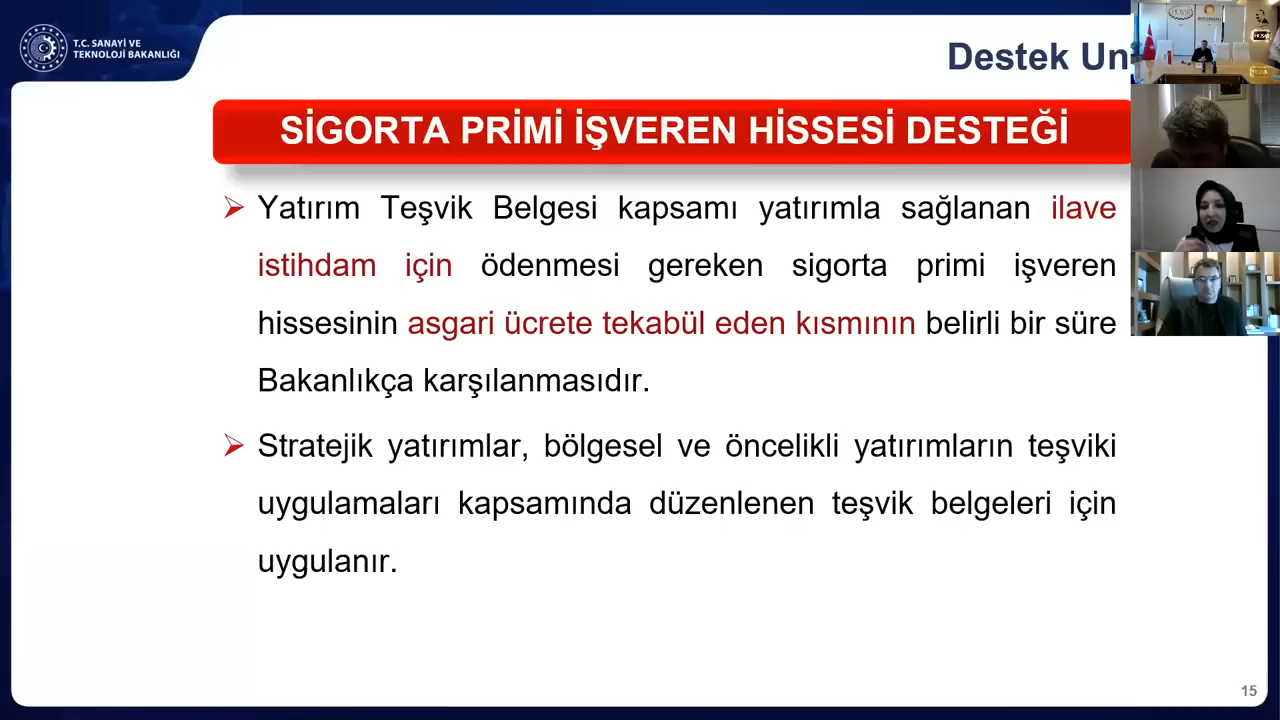 T.C. SANAYİ VE
TEKNOLOJİ BAKANLIĞI
Destek
SİGORTA PRİMİ İŞVEREN HİSSESİ DESTEĞİ
Yatırım Teşvik Belgesi kapsamı yatırımla sağlanan ilave
istihdam için ödenmesi gereken sigorta primi işveren
hissesinin asgari ücrete tekabül eden kısmının belirli bir süre
Bakanlıkça karşılanmasıdır.
Stratejik yatırımlar, bölgesel ve öncelikli yatırımların teşviki
uygulamaları kapsamında düzenlenen teşvik belgeleri için
uygulanır.
15